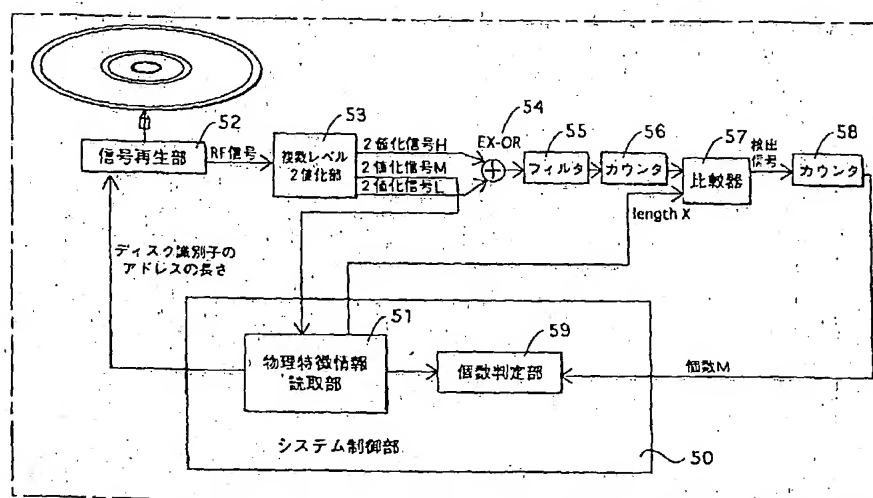 52
信号再生部
RF信号
53
複数レベル
2値化部
2値化信号H
2値化信号M
2値化信号L
54
EX-OR
55
フィルタ
56
カウンタ
57
比較器
検出
信号
58
カウンタ
length X
ディスク識別子の
アドレスの長さ
51
物理特徴情報
読取部
59
個数判定部
個数M
システム制御部
50